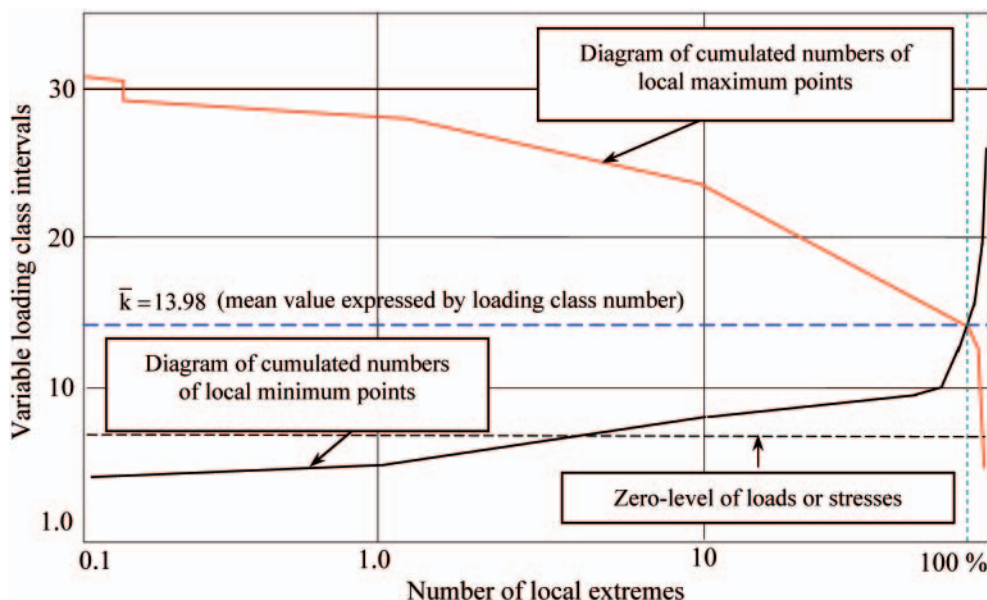 Diagram of cumulated numbers of
local maximum points
30
20
k̅ = 13.98 (mean value expressed by loading class number)
Diagram of cumulated numbers
of local minimum points
10
Zero-level of loads or stresses
1.0
0.1
1.0
10
100 %
Number of local extremes
Variable loading class intervals